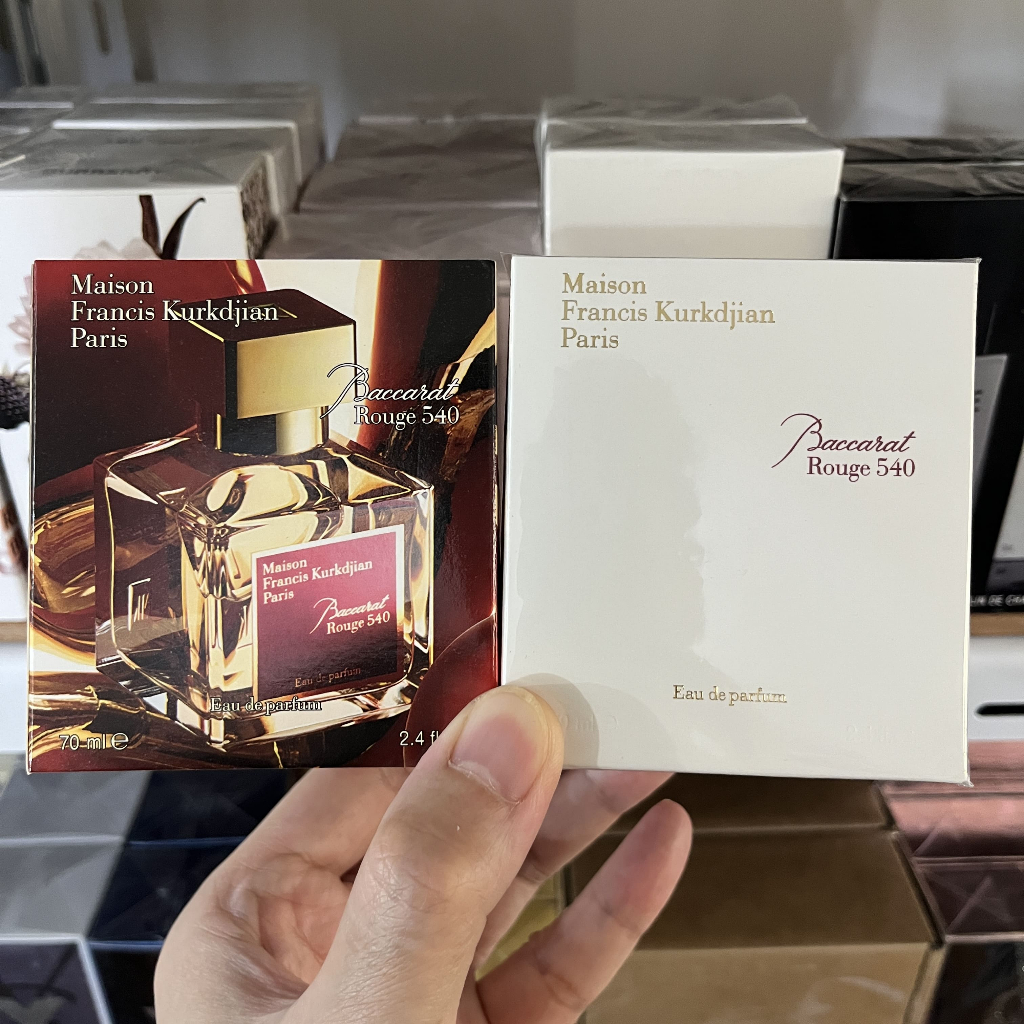 Maison
Francis Kurkdjian
Paris
Baccarat
Rouge 540
Maison
Francis Kurkdjian
Paris
Baccarat
Rouge 540
Eau de parfum
Eau de parfum
70 ml ℮
2.4 fl
Maison
Francis Kurkdjian
Paris
Baccarat
Rouge 540
Eau de parfum